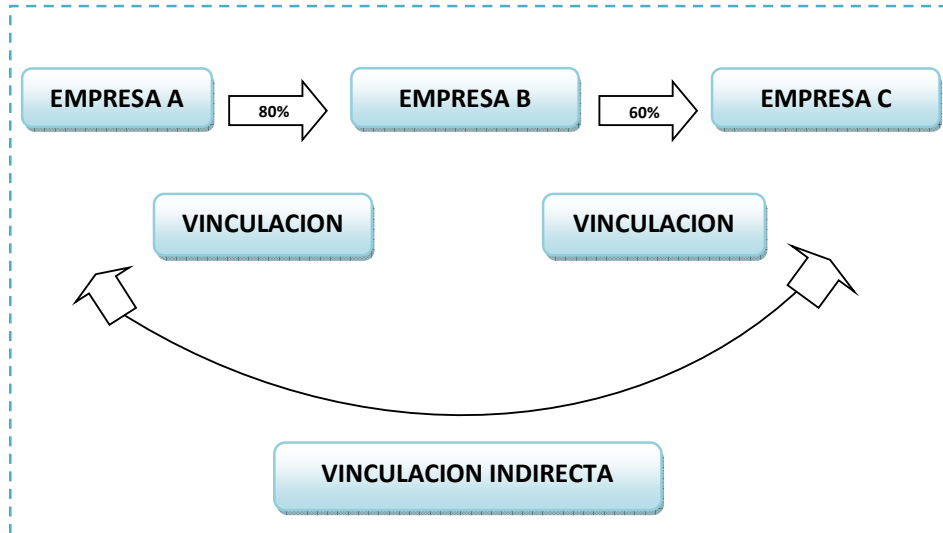 EMPRESA A
80%
EMPRESA B
60%
EMPRESA C
VINCULACION
VINCULACION
VINCULACION INDIRECTA